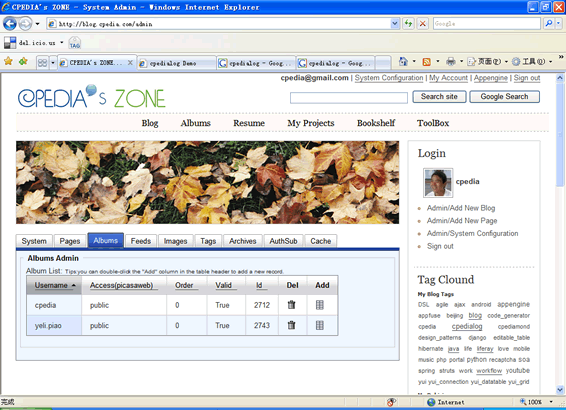 CPEDIA's ZONE - System Admin - Windows Internet Explorer
http://blog.cpedia.com/admin
Google
del.icio.us
TAG
CPEDIA's ZONE...
cpedialog Demo
cpedialog - Goog...
cpedialog - Goog...
页面(P)
工具(O)
cpedia@gmail.com | System Configuration | My Account | Appengine | Sign out
CPEDIA's ZONE
Search site
Google Search
Blog Albums Resume My Projects Bookshelf ToolBox
Login
cpedia
Admin/Add New Blog
Admin/Add New Page
Admin/System Configuration
Sign out
System Pages Albums Feeds Images Tags Archives AuthSub Cache
Albums Admin
Album List: Tips:you can double-click the "Add" column in the table header to add a new record.
Username Access(picasaweb) Order Valid Id Del Add
cpedia public 0 True 2712
yeli.piao public 0 True 2743
Tag Clound
My Blog Tags
DSL agile ajax android appengine
appfuse beijing blog code_generator
cpedia cpedialog cpediamond
design_patterns django editable_table
hibernate java life liferay love mobile
music php portal python recaptcha soa
spring struts work workflow youtube
yui yui_connection yui_datatable yui_grid
完成
Internet
100%